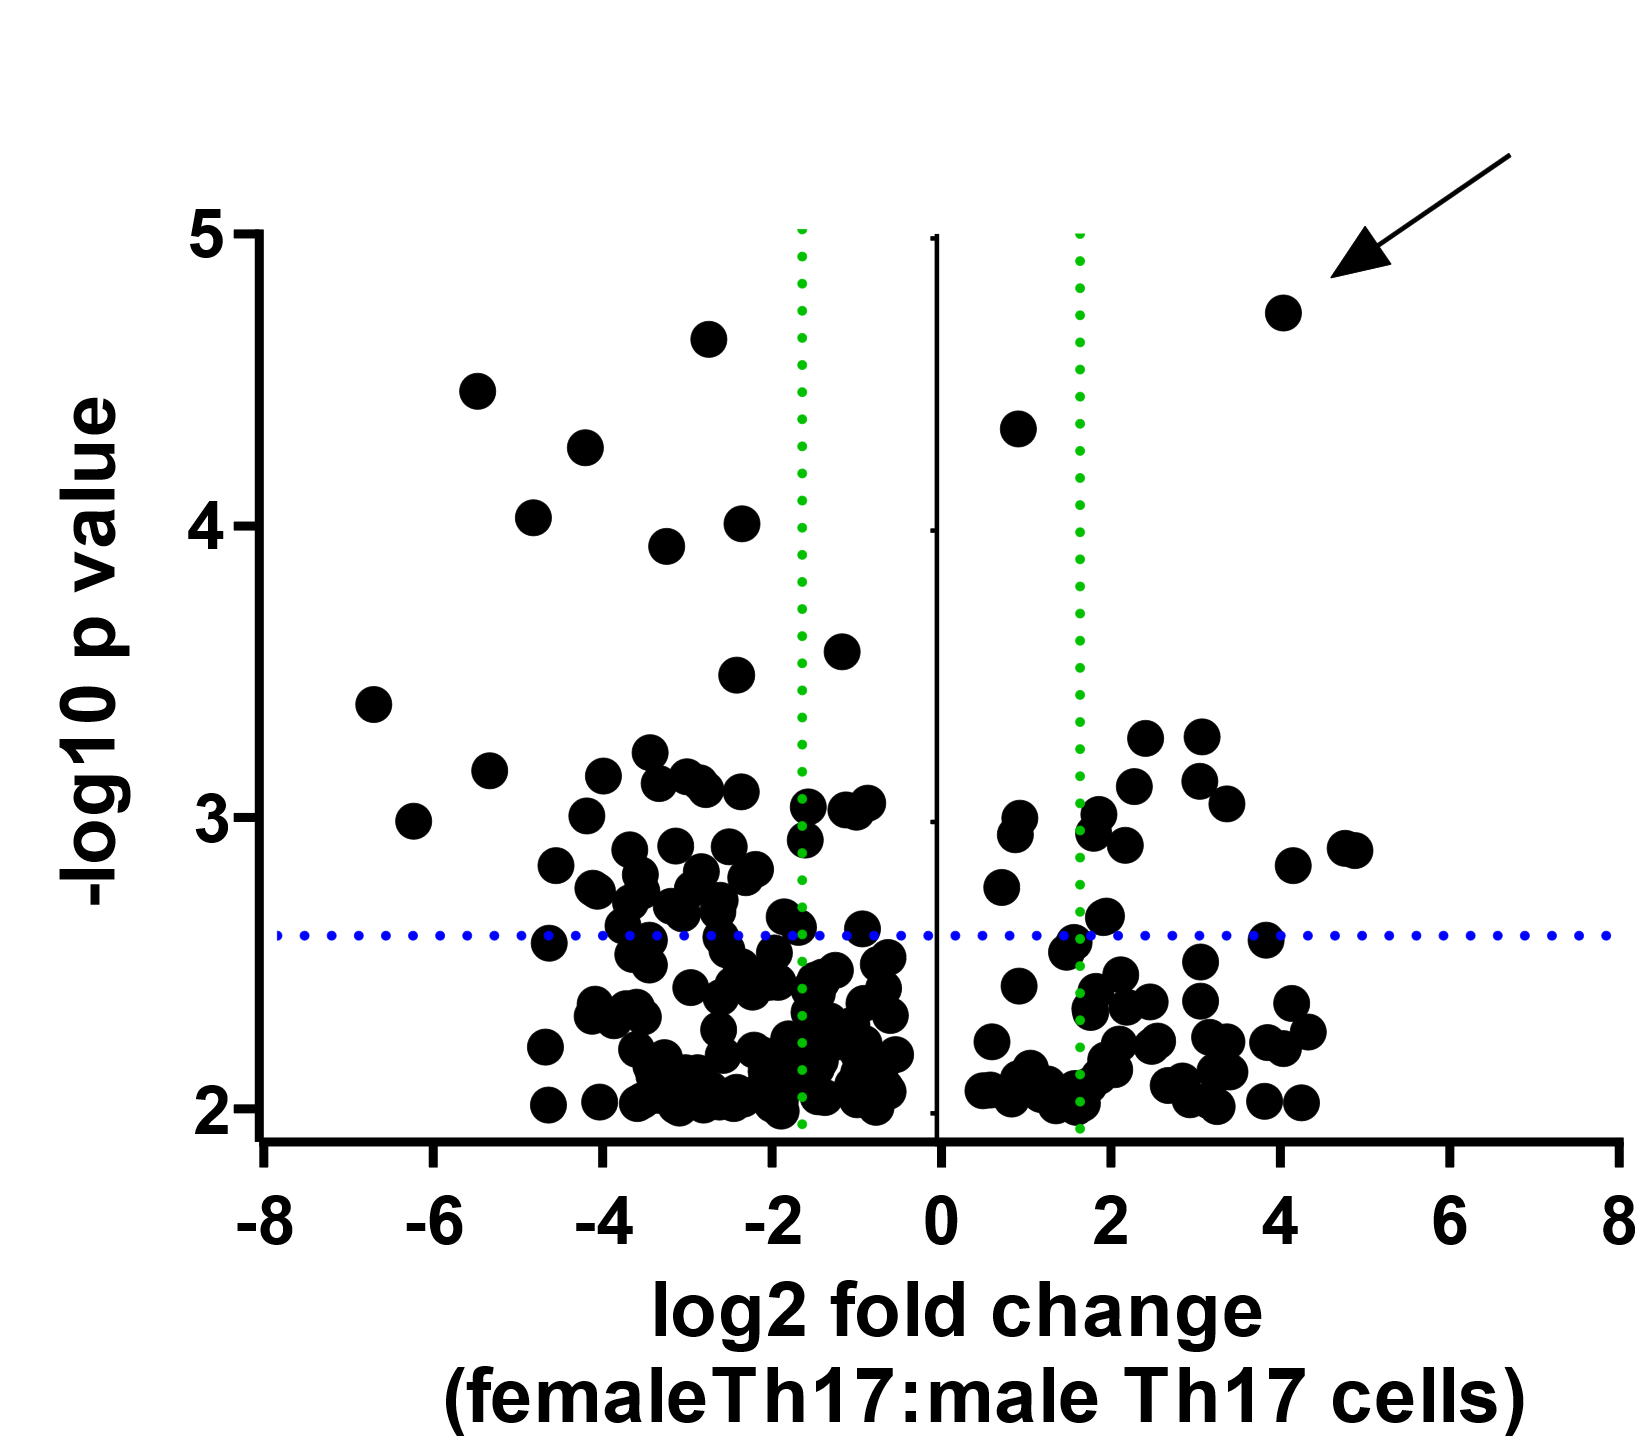 5
4
3
2
-log10 p value
-8 -6 -4 -2 0 2 4 6 8
log2 fold change
(femaleTh17:male Th17 cells)